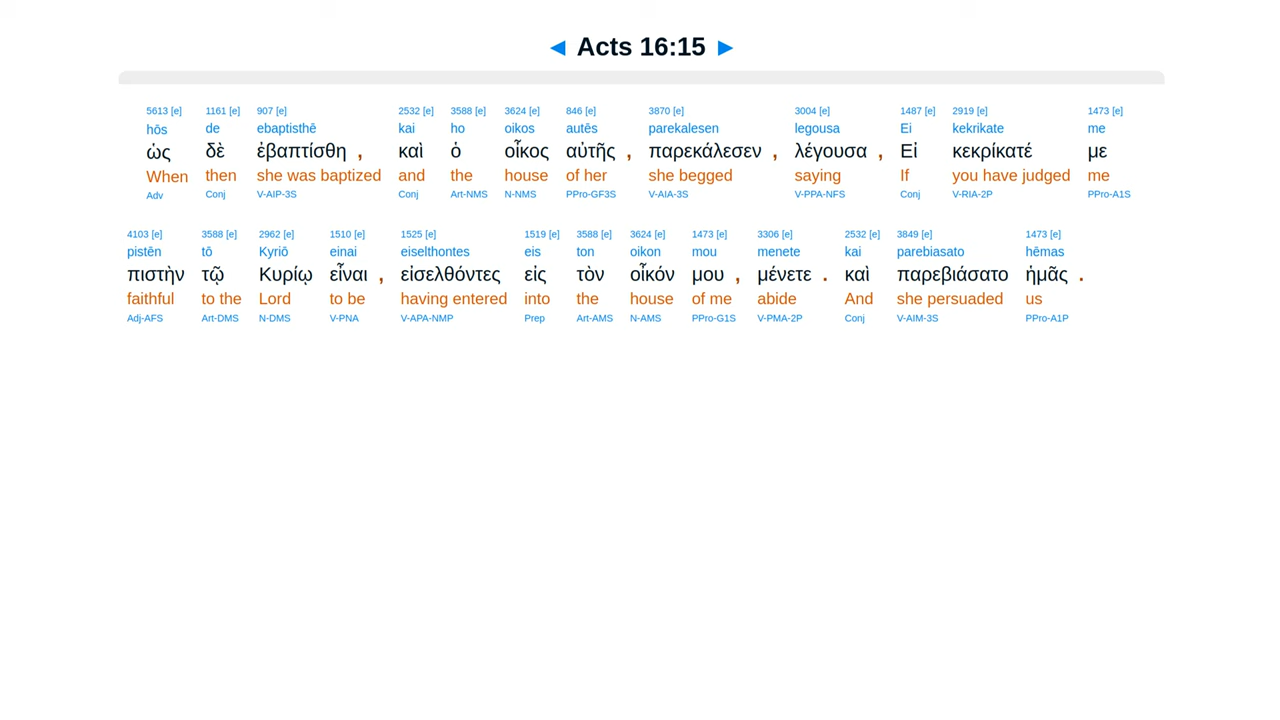 ◄ Acts 16:15 ►
5613 [e] 1161 [e] 907 [e] 2532 [e] 3588 [e] 3624 [e] 846 [e] 3870 [e] 3004 [e] 1487 [e] 2919 [e] 1473 [e]
hōs de ebaptisthē kai ho oikos autēs parekalesen legousa Ei kekrikate me
ὡς δὲ ἐβαπτίσθη , καὶ ὁ οἶκος αὐτῆς , παρεκάλεσεν , λέγουσα , Εἰ κεκρίκατέ με
When then she was baptized and the house of her she begged saying If you have judged me
Adv Conj V-AIP-3S Conj Art-NMS N-NMS PPro-GF3S V-AIA-3S V-PPA-NFS Conj V-RIA-2P PPro-A1S
4103 [e] 3588 [e] 2962 [e] 1510 [e] 1525 [e] 1519 [e] 3588 [e] 3624 [e] 1473 [e] 3306 [e] 2532 [e] 3849 [e] 1473 [e]
pistēn tō Kyriō einai eiselthontes eis ton oikon mou menete kai parebiasato hēmas
πιστὴν τῷ Κυρίῳ εἶναι , εἰσελθόντες εἰς τὸν οἶκόν μου , μένετε . καὶ παρεβιάσατο ἡμᾶς .
faithful to the Lord to be having entered into the house of me abide And she persuaded us
Adj-AFS Art-DMS N-DMS V-PNA V-APA-NMP Prep Art-AMS N-AMS PPro-G1S V-PMA-2P Conj V-AIM-3S PPro-A1P